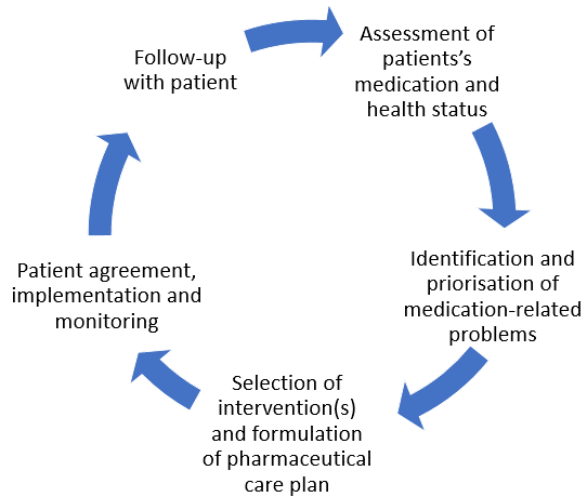 Follow-up
with patient
Assessment of
patients's
medication and
health status
Identification and
priorisation of
medication-related
problems
Selection of
intervention(s)
and formulation
of pharmaceutical
care plan
Patient agreement,
implementation and
monitoring